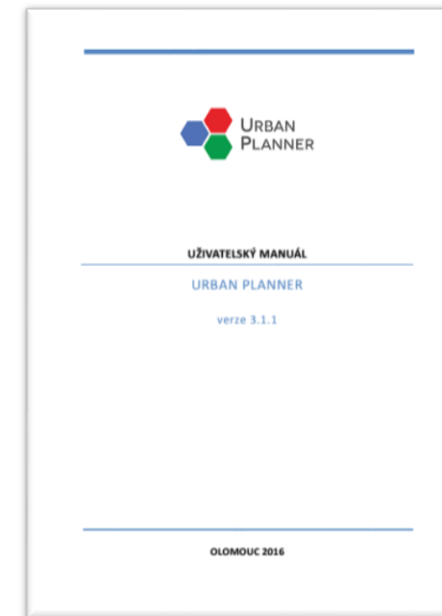 URBAN
PLANNER
UŽIVATELSKÝ MANUÁL
URBAN PLANNER
verze 3.1.1
OLOMOUC 2016